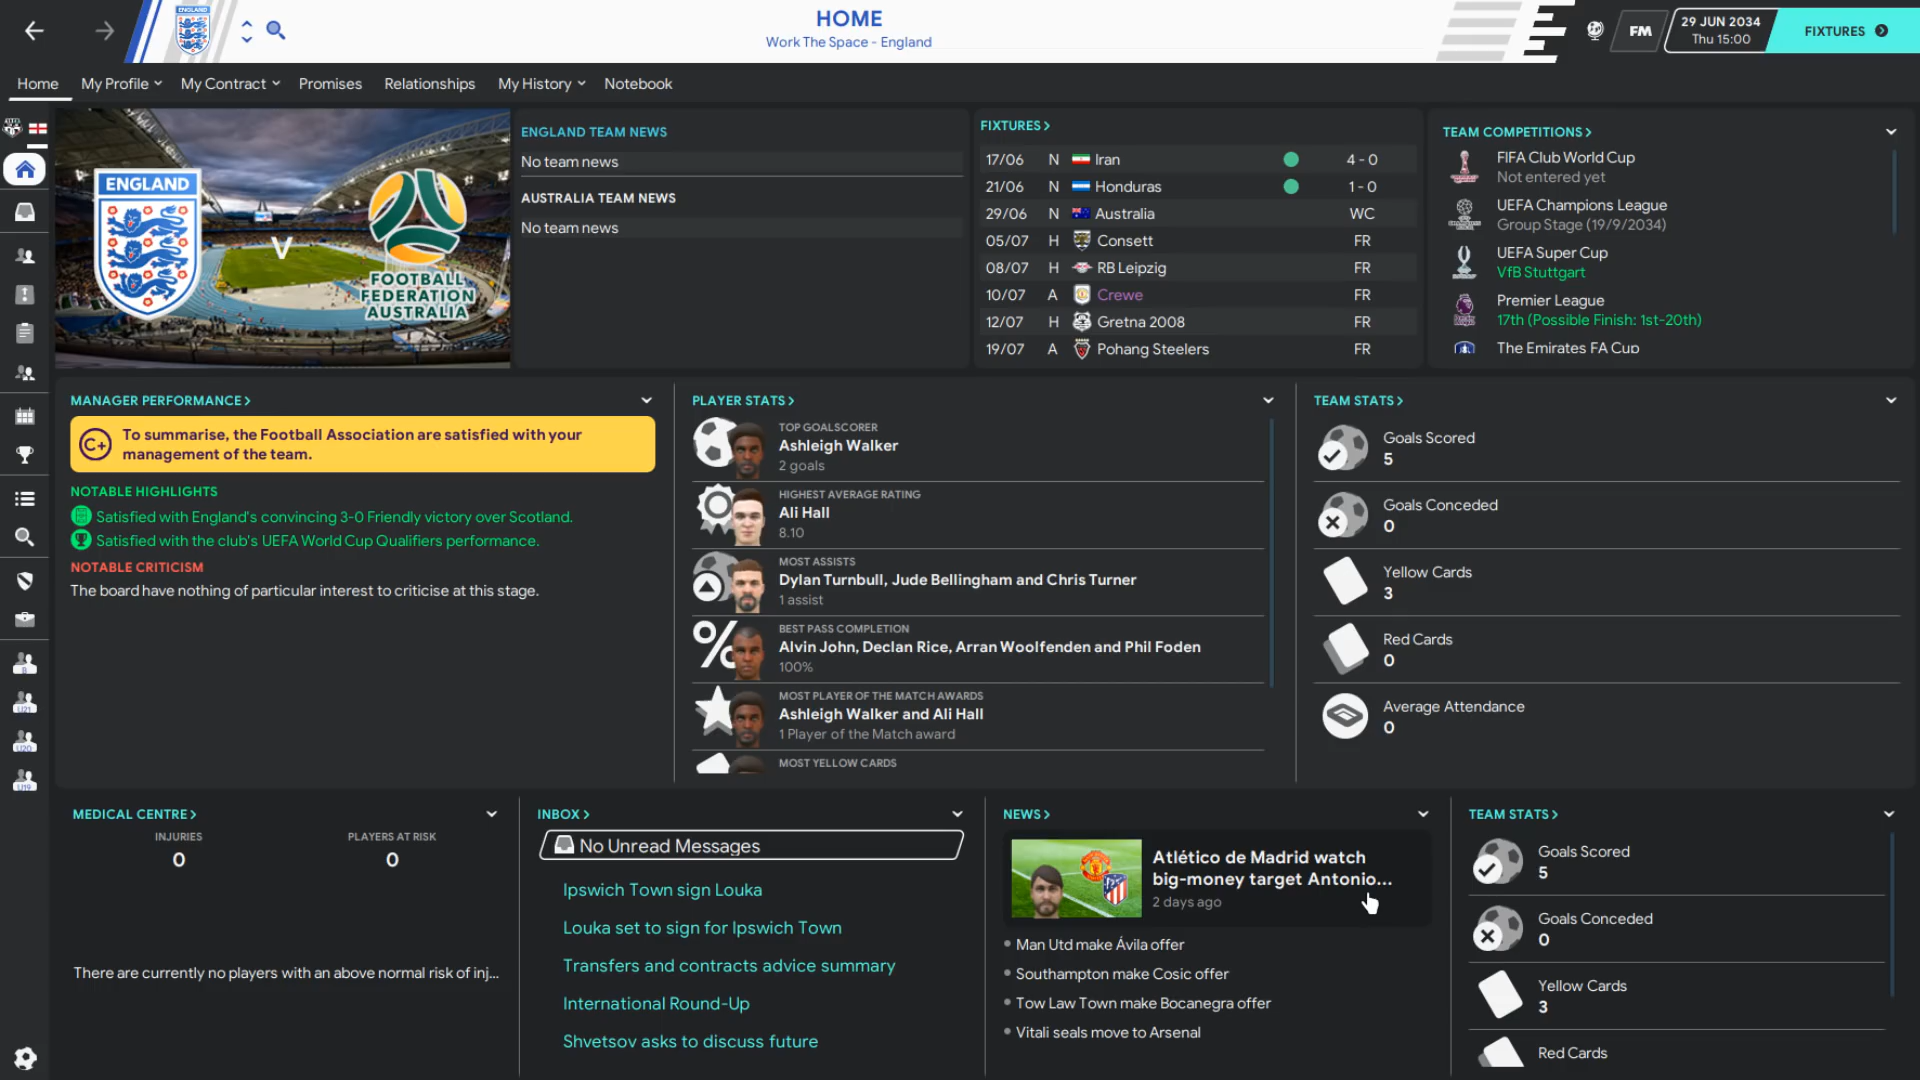 ENGLAND
HOME
Work The Space - England
FM
29 JUN 2034
Thu 15:00
FIXTURES
Home
My Profile
My Contract
Promises
Relationships
My History
Notebook
ENGLAND
V
FOOTBALL
FEDERATION
AUSTRALIA
ENGLAND TEAM NEWS
No team news
AUSTRALIA TEAM NEWS
No team news
FIXTURES >
17/06 N Iran 4 - 0
21/06 N Honduras 1 - 0
29/06 N Australia WC
05/07 H Consett FR
08/07 H RB Leipzig FR
10/07 A Crewe FR
12/07 H Gretna 2008 FR
19/07 A Pohang Steelers FR
TEAM COMPETITIONS >
FIFA Club World Cup
Not entered yet
UEFA Champions League
Group Stage (19/9/2034)
UEFA Super Cup
VfB Stuttgart
Premier League
17th (Possible Finish: 1st-20th)
The Emirates FA Cup
MANAGER PERFORMANCE >
C+
To summarise, the Football Association are satisfied with your
management of the team.
NOTABLE HIGHLIGHTS
Satisfied with England's convincing 3-0 Friendly victory over Scotland.
Satisfied with the club's UEFA World Cup Qualifiers performance.
NOTABLE CRITICISM
The board have nothing of particular interest to criticise at this stage.
PLAYER STATS >
TOP GOALSCORER
Ashleigh Walker
2 goals
HIGHEST AVERAGE RATING
Ali Hall
8.10
MOST ASSISTS
Dylan Turnbull, Jude Bellingham and Chris Turner
1 assist
BEST PASS COMPLETION
Alvin John, Declan Rice, Arran Woolfenden and Phil Foden
100%
MOST PLAYER OF THE MATCH AWARDS
Ashleigh Walker and Ali Hall
1 Player of the Match award
MOST YELLOW CARDS
TEAM STATS >
Goals Scored
5
Goals Conceded
0
Yellow Cards
3
Red Cards
0
Average Attendance
0
U21
U20
U19
MEDICAL CENTRE >
INJURIES
0
PLAYERS AT RISK
0
There are currently no players with an above normal risk of inj...
INBOX >
No Unread Messages
Ipswich Town sign Louka
Louka set to sign for Ipswich Town
Transfers and contracts advice summary
International Round-Up
Shvetsov asks to discuss future
NEWS >
Atlético de Madrid watch
big-money target Antonio...
2 days ago
Man Utd make Ávila offer
Southampton make Cosic offer
Tow Law Town make Bocanegra offer
Vitali seals move to Arsenal
TEAM STATS >
Goals Scored
5
Goals Conceded
0
Yellow Cards
3
Red Cards